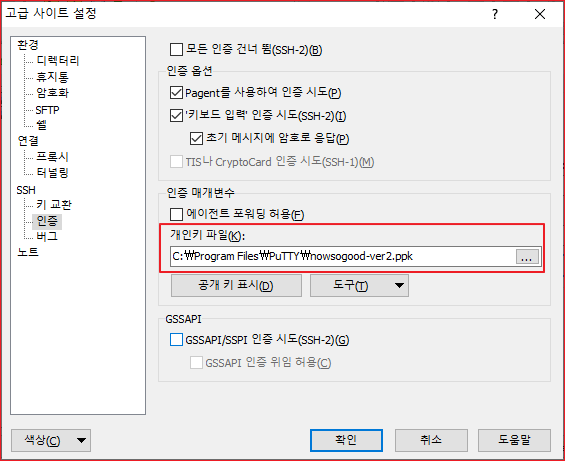 고급 사이트 설정
환경
디렉터리
휴지통
암호화
SFTP
쉘
연결
프록시
터널링
SSH
키 교환
인증
버그
노트
모든 인증 건너 뜀(SSH-2)(B)
인증 옵션
Pagent를 사용하여 인증 시도(P)
'키보드 입력' 인증 시도(SSH-2)(I)
초기 메시지에 암호로 응답(P)
TIS나 CryptoCard 인증 시도(SSH-1)(M)
인증 매개변수
에이전트 포워딩 허용(F)
개인키 파일(K):
C:₩Program Files₩PuTTY₩nowsogood-ver2.ppk
...
공개 키 표시(D)
도구(T)
GSSAPI
GSSAPI/SSPI 인증 시도(SSH-2)(G)
GSSAPI 인증 위임 허용(C)
색상(C)
확인
취소
도움말